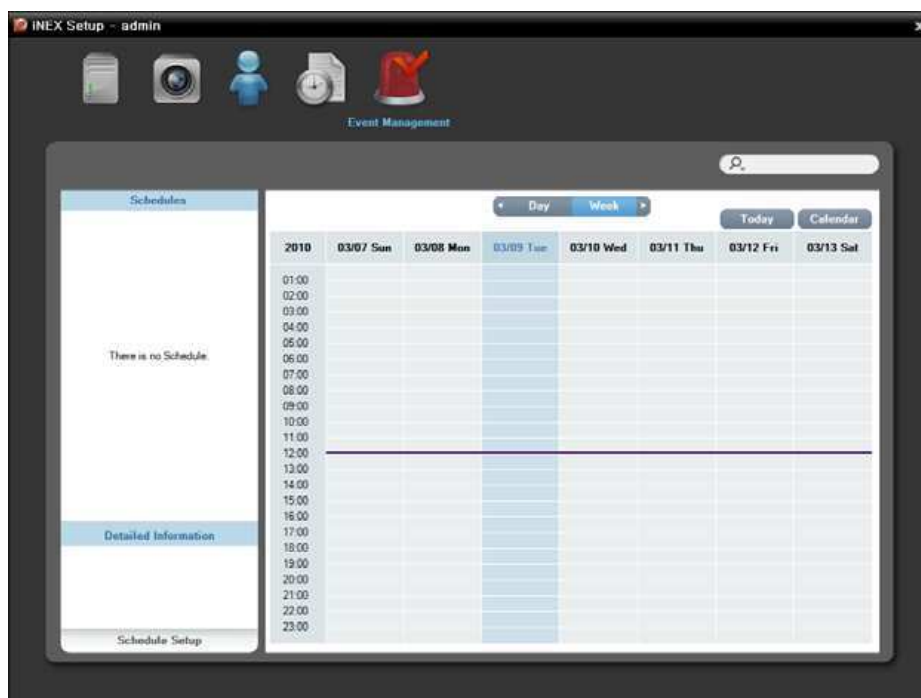 iNEX Setup - admin
Event Management
Schedules
There is no Schedule.
Detailed Information
Schedule Setup
Day Week
Today Calendar
2010 03/07 Sun 03/08 Mon 03/09 Tue 03/10 Wed 03/11 Thu 03/12 Fri 03/13 Sat
01:00
02:00
03:00
04:00
05:00
06:00
07:00
08:00
09:00
10:00
11:00
12:00
13:00
14:00
15:00
16:00
17:00
18:00
19:00
20:00
21:00
22:00
23:00